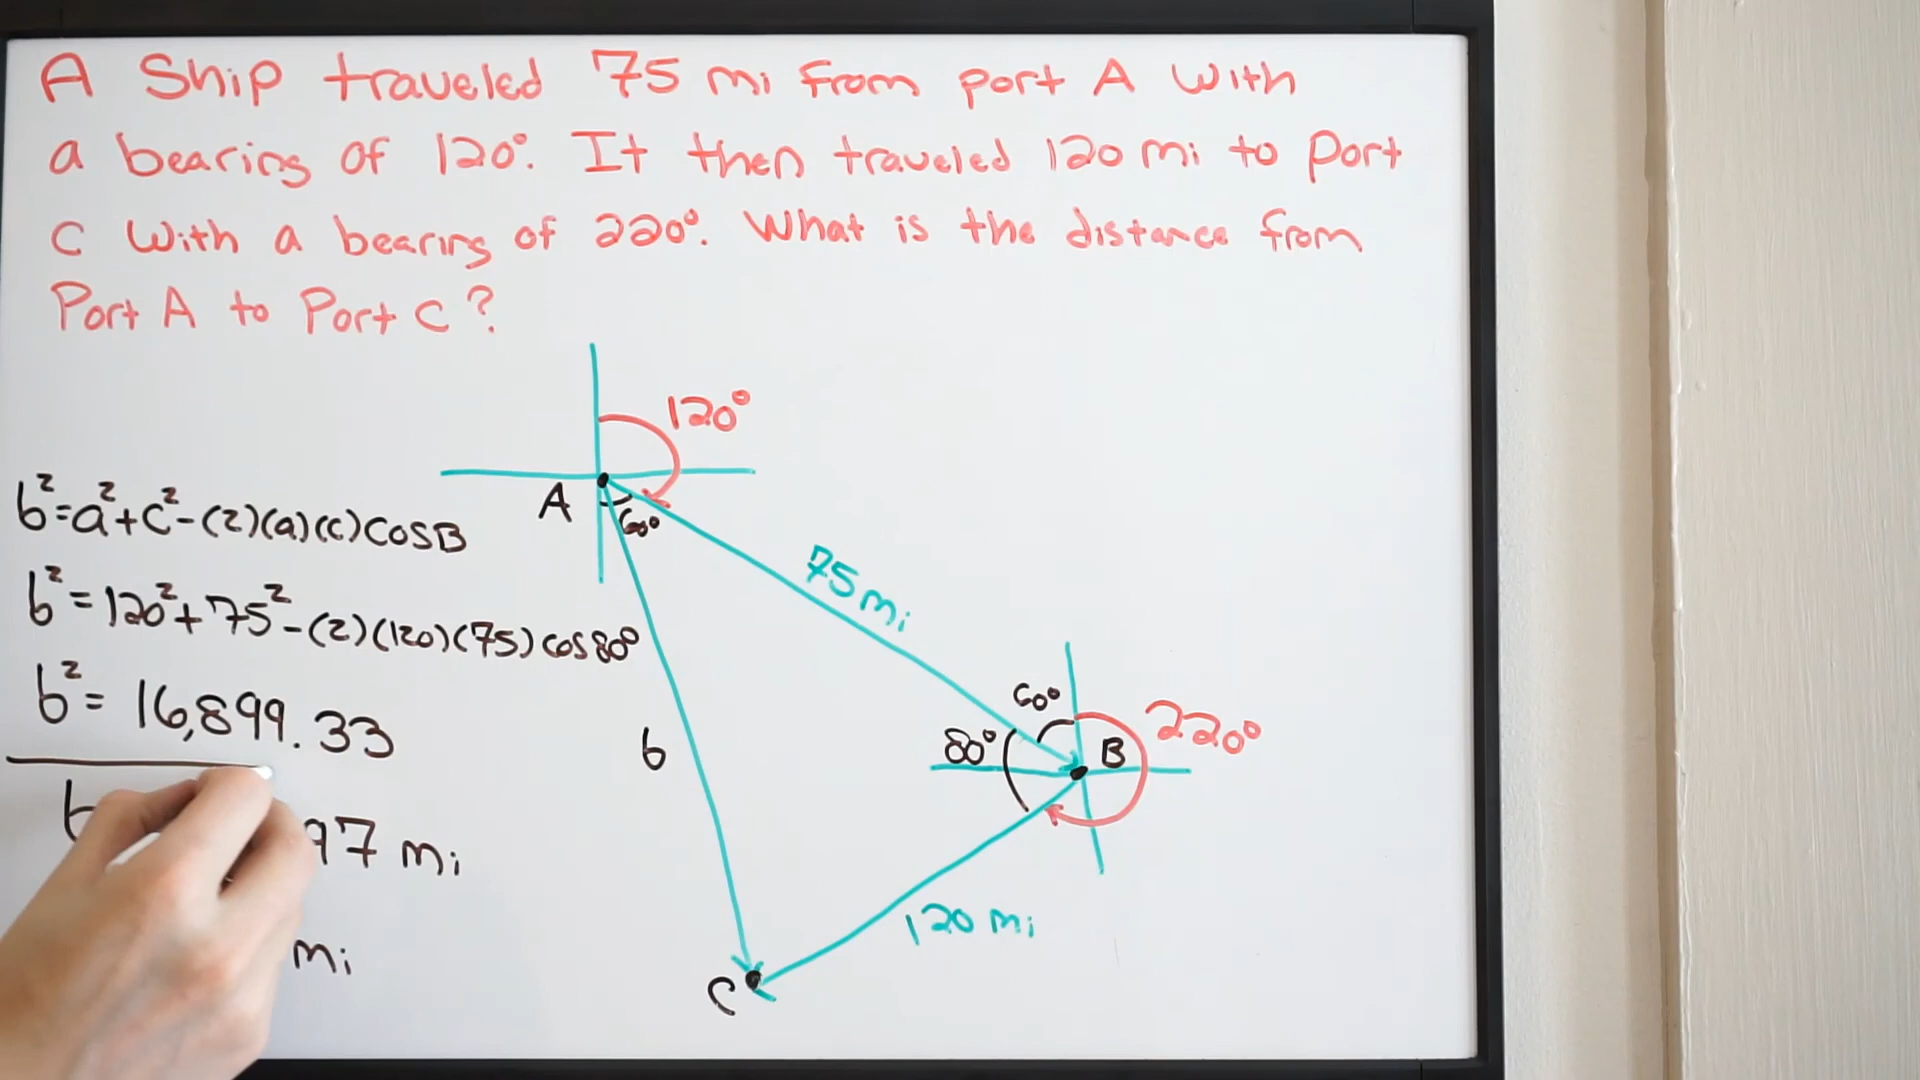 A Ship traveled 75 mi from port A with
a bearing of 120°. It then traveled 120 mi to Port
C with a bearing of 220°. What is the distance from
Port A to Port C?
120°
A
60°
b²=a²+c²-(2)(a)(c)cosB
b²=120²+75²-(2)(120)(75)cos80°
b²= 16,899.33
97 mi
mi
75 mi
b
60°
80°
B
220°
120 mi
C